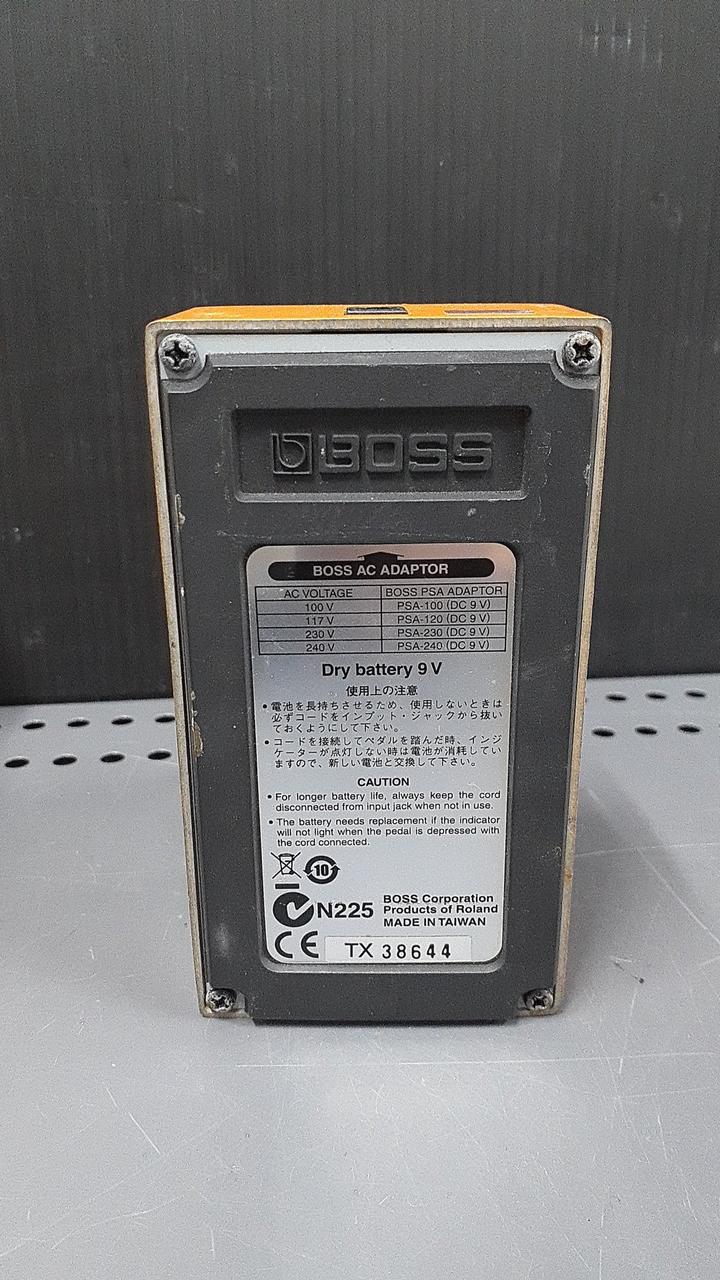 BOSS
BOSS AC ADAPTOR
AC VOLTAGE BOSS PSA ADAPTOR
100 V PSA-100 (DC 9 V)
117 V PSA-120 (DC 9 V)
230 V PSA-230 (DC 9 V)
240 V PSA-240 (DC 9 V)
Dry battery 9 V
使用上の注意
• 電池を長持ちさせるため、使用しないときは
必ずコードをインプット・ジャックから抜い
ておくようにして下さい。
• コードを接続してペダルを踏んだ時、インジ
ケーターが点灯しない時は電池が消耗してい
ますので、新しい電池と交換して下さい。
CAUTION
• For longer battery life, always keep the cord
disconnected from input jack when not in use.
• The battery needs replacement if the indicator
will not light when the pedal is depressed with
the cord connected.
10
N225
BOSS Corporation
Products of Roland
MADE IN TAIWAN
CE TX 38644